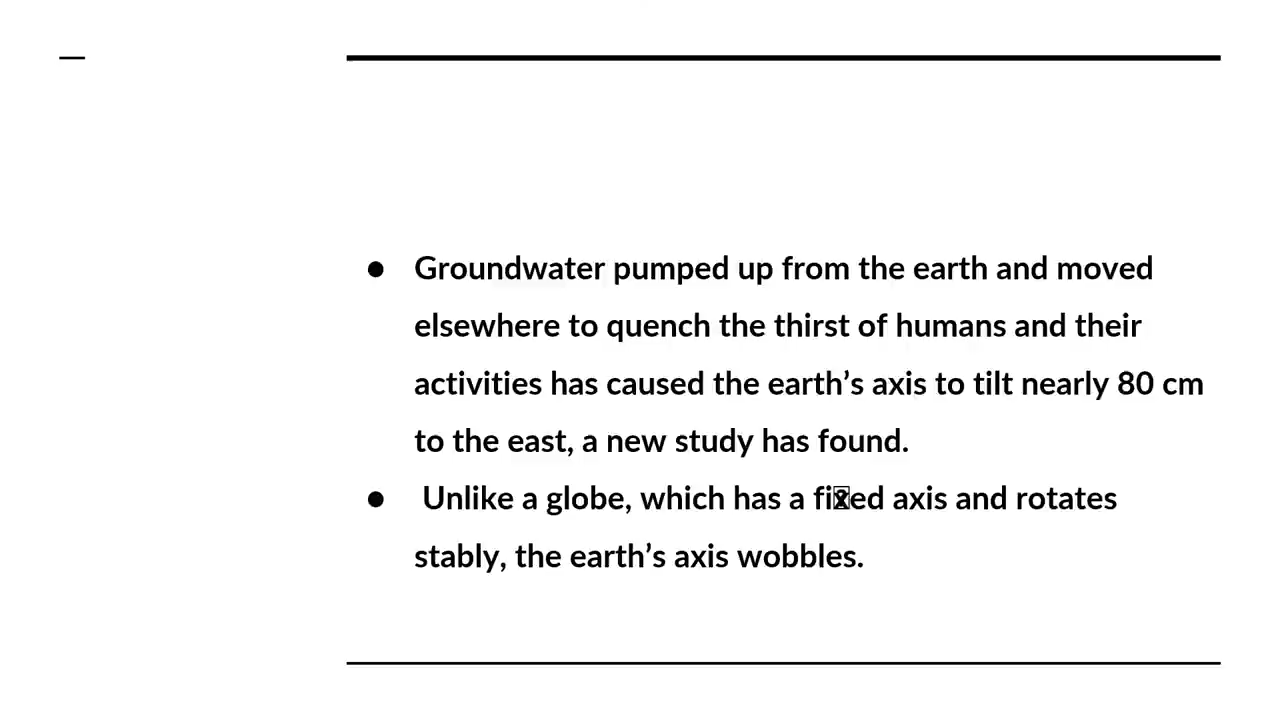 ● Groundwater pumped up from the earth and moved
elsewhere to quench the thirst of humans and their
activities has caused the earth’s axis to tilt nearly 80 cm
to the east, a new study has found.
● Unlike a globe, which has a fixed axis and rotates
stably, the earth’s axis wobbles.